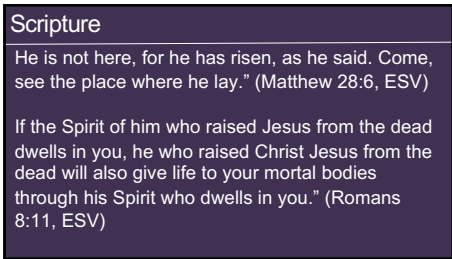 Scripture
He is not here, for he has risen, as he said. Come,
see the place where he lay.” (Matthew 28:6, ESV)
If the Spirit of him who raised Jesus from the dead
dwells in you, he who raised Christ Jesus from the
dead will also give life to your mortal bodies
through his Spirit who dwells in you.” (Romans
8:11, ESV)